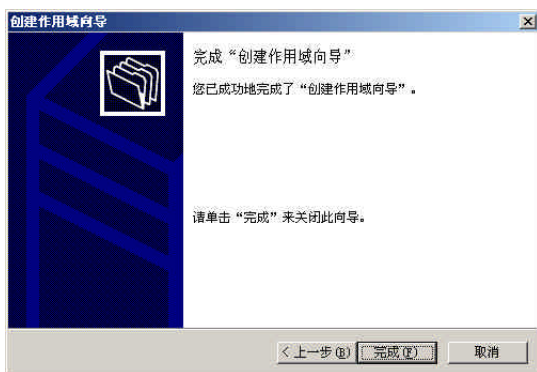 创建作用域向导
完成“创建作用域向导”
您已成功地完成了“创建作用域向导”。
请单击“完成”来关闭此向导。
<上一步(B) 完成(F) 取消